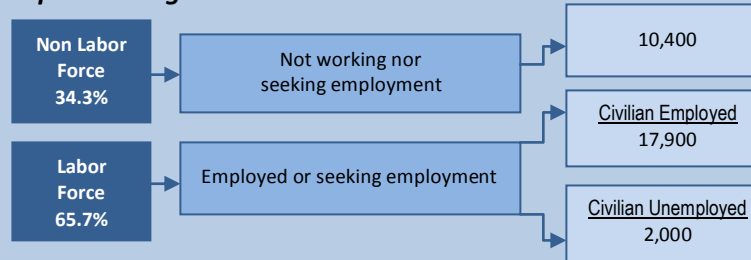 Non Labor
Force
34.3%
Not working nor
seeking employment
10,400
Labor
Force
65.7%
Employed or seeking employment
Civilian Employed
17,900
Civilian Unemployed
2,000